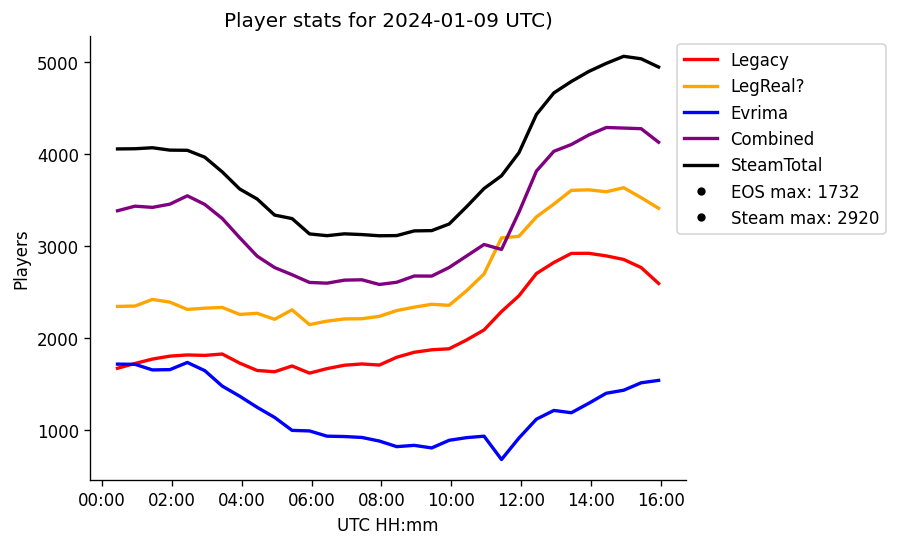 Player stats for 2024-01-09 UTC)
5000
4000
3000
2000
1000
Players
00:00 02:00 04:00 06:00 08:00 10:00 12:00 14:00 16:00
UTC HH:mm
Legacy
LegReal?
Evrima
Combined
SteamTotal
EOS max: 1732
Steam max: 2920